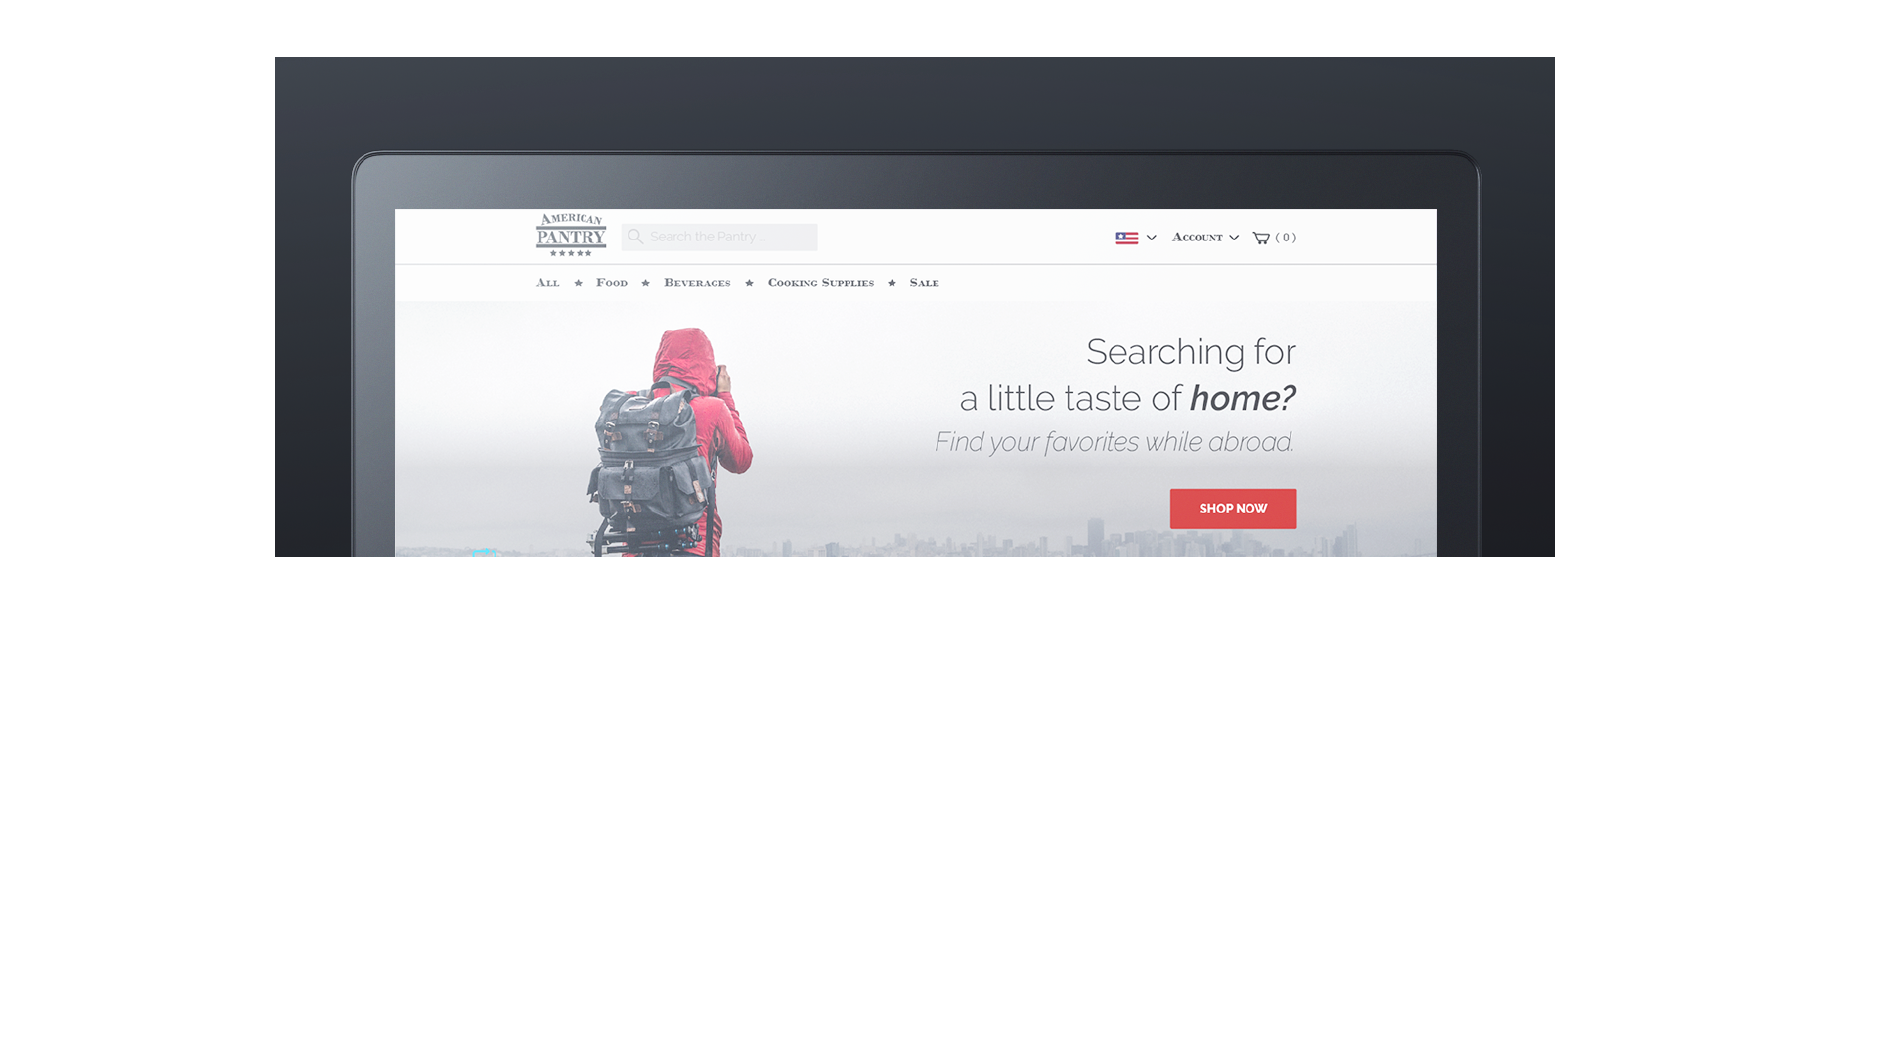 AMERICAN
PANTRY
Search the Pantry ...
ACCOUNT
( 0 )
ALL ★ FOOD ★ BEVERAGES ★ COOKING SUPPLIES ★ SALE
Searching for
a little taste of home?
Find your favorites while abroad.
SHOP NOW